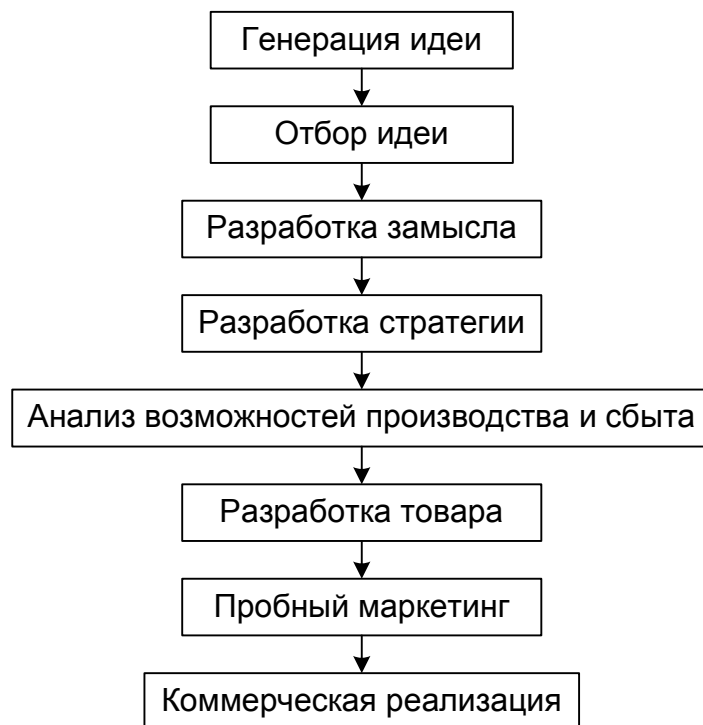 Генерация идеи
Отбор идеи
Разработка замысла
Разработка стратегии
Анализ возможностей производства и сбыта
Разработка товара
Пробный маркетинг
Коммерческая реализация